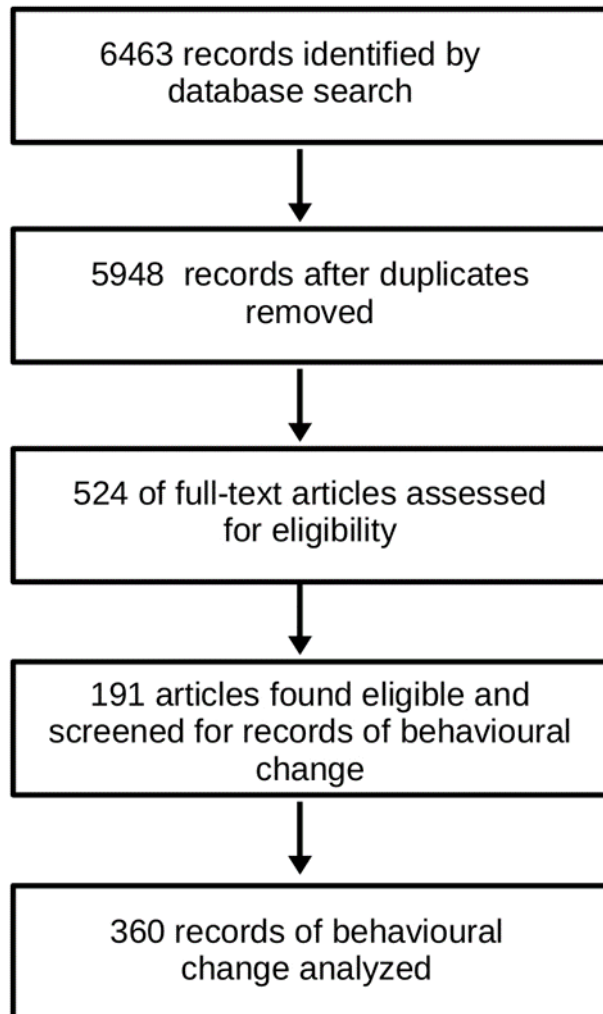 6463 records identified by
database search
5948 records after duplicates
removed
524 of full-text articles assessed
for eligibility
191 articles found eligible and
screened for records of behavioural
change
360 records of behavioural
change analyzed